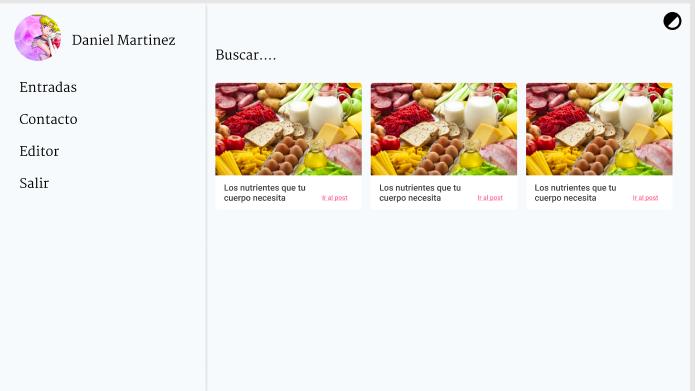 Daniel Martinez
Entradas
Contacto
Editor
Salir
Buscar....
Los nutrientes que tu
cuerpo necesita
Ir al post
Los nutrientes que tu
cuerpo necesita
Ir al post
Los nutrientes que tu
cuerpo necesita
Ir al post